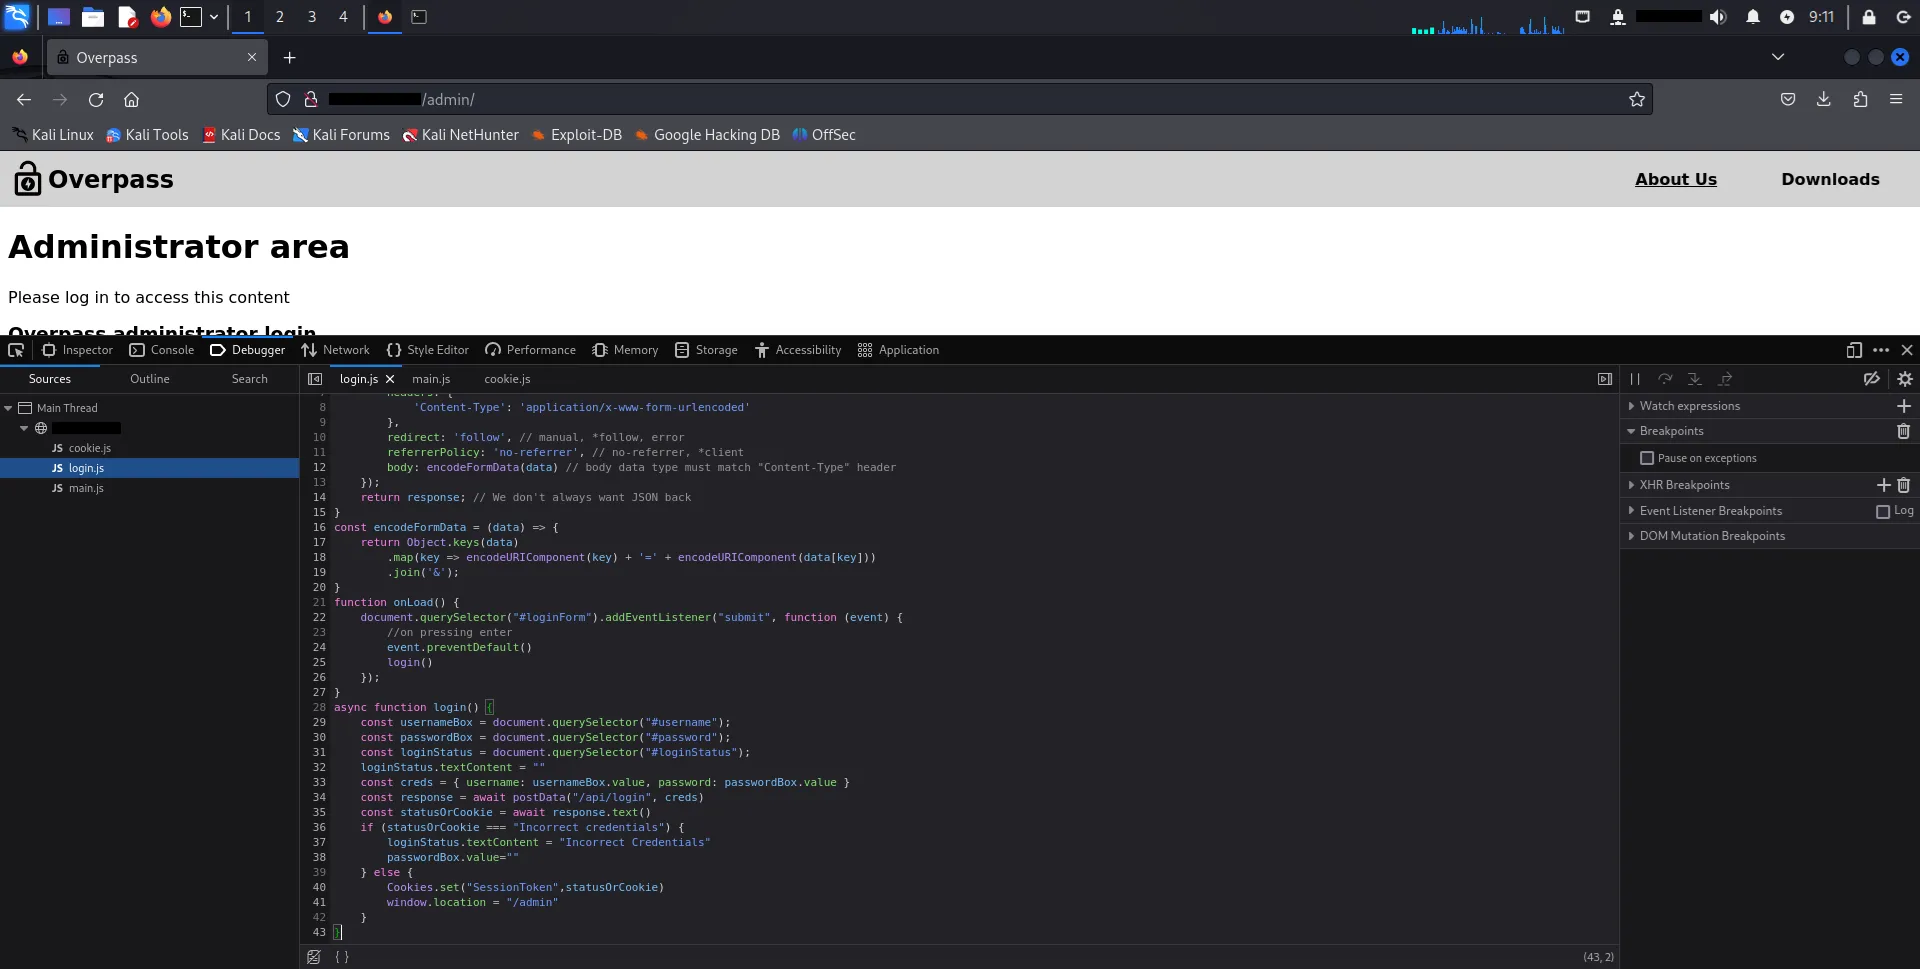 1 2 3 4 9:11
Overpass
/admin/
Kali Linux Kali Tools Kali Docs Kali Forums Kali NetHunter Exploit-DB Google Hacking DB OffSec
Overpass About Us Downloads
Administrator area
Please log in to access this content
Overpass administrator login
Inspector Console Debugger Network Style Editor Performance Memory Storage Accessibility Application
Sources Outline Search login.js main.js cookie.js
Main Thread
JS cookie.js
JS login.js
JS main.js
headers: {
8 'Content-Type': 'application/x-www-form-urlencoded'
9 },
10 redirect: 'follow', // manual, *follow, error
11 referrerPolicy: 'no-referrer', // no-referrer, *client
12 body: encodeFormData(data) // body data type must match "Content-Type" header
13 });
14 return response; // We don't always want JSON back
15 }
16 const encodeFormData = (data) => {
17 return Object.keys(data)
18 .map(key => encodeURIComponent(key) + '=' + encodeURIComponent(data[key]))
19 .join('&');
20 }
21 function onLoad() {
22 document.querySelector("#loginForm").addEventListener("submit", function (event) {
23 //on pressing enter
24 event.preventDefault()
25 login()
26 });
27 }
28 async function login() {
29 const usernameBox = document.querySelector("#username");
30 const passwordBox = document.querySelector("#password");
31 const loginStatus = document.querySelector("#loginStatus");
32 loginStatus.textContent = ""
33 const creds = { username: usernameBox.value, password: passwordBox.value }
34 const response = await postData("/api/login", creds)
35 const statusOrCookie = await response.text()
36 if (statusOrCookie === "Incorrect credentials") {
37 loginStatus.textContent = "Incorrect Credentials"
38 passwordBox.value=""
39 } else {
40 Cookies.set("SessionToken",statusOrCookie)
41 window.location = "/admin"
42 }
43 }
{ } (43, 2)
Watch expressions
Breakpoints
Pause on exceptions
XHR Breakpoints
Event Listener Breakpoints Log
DOM Mutation Breakpoints